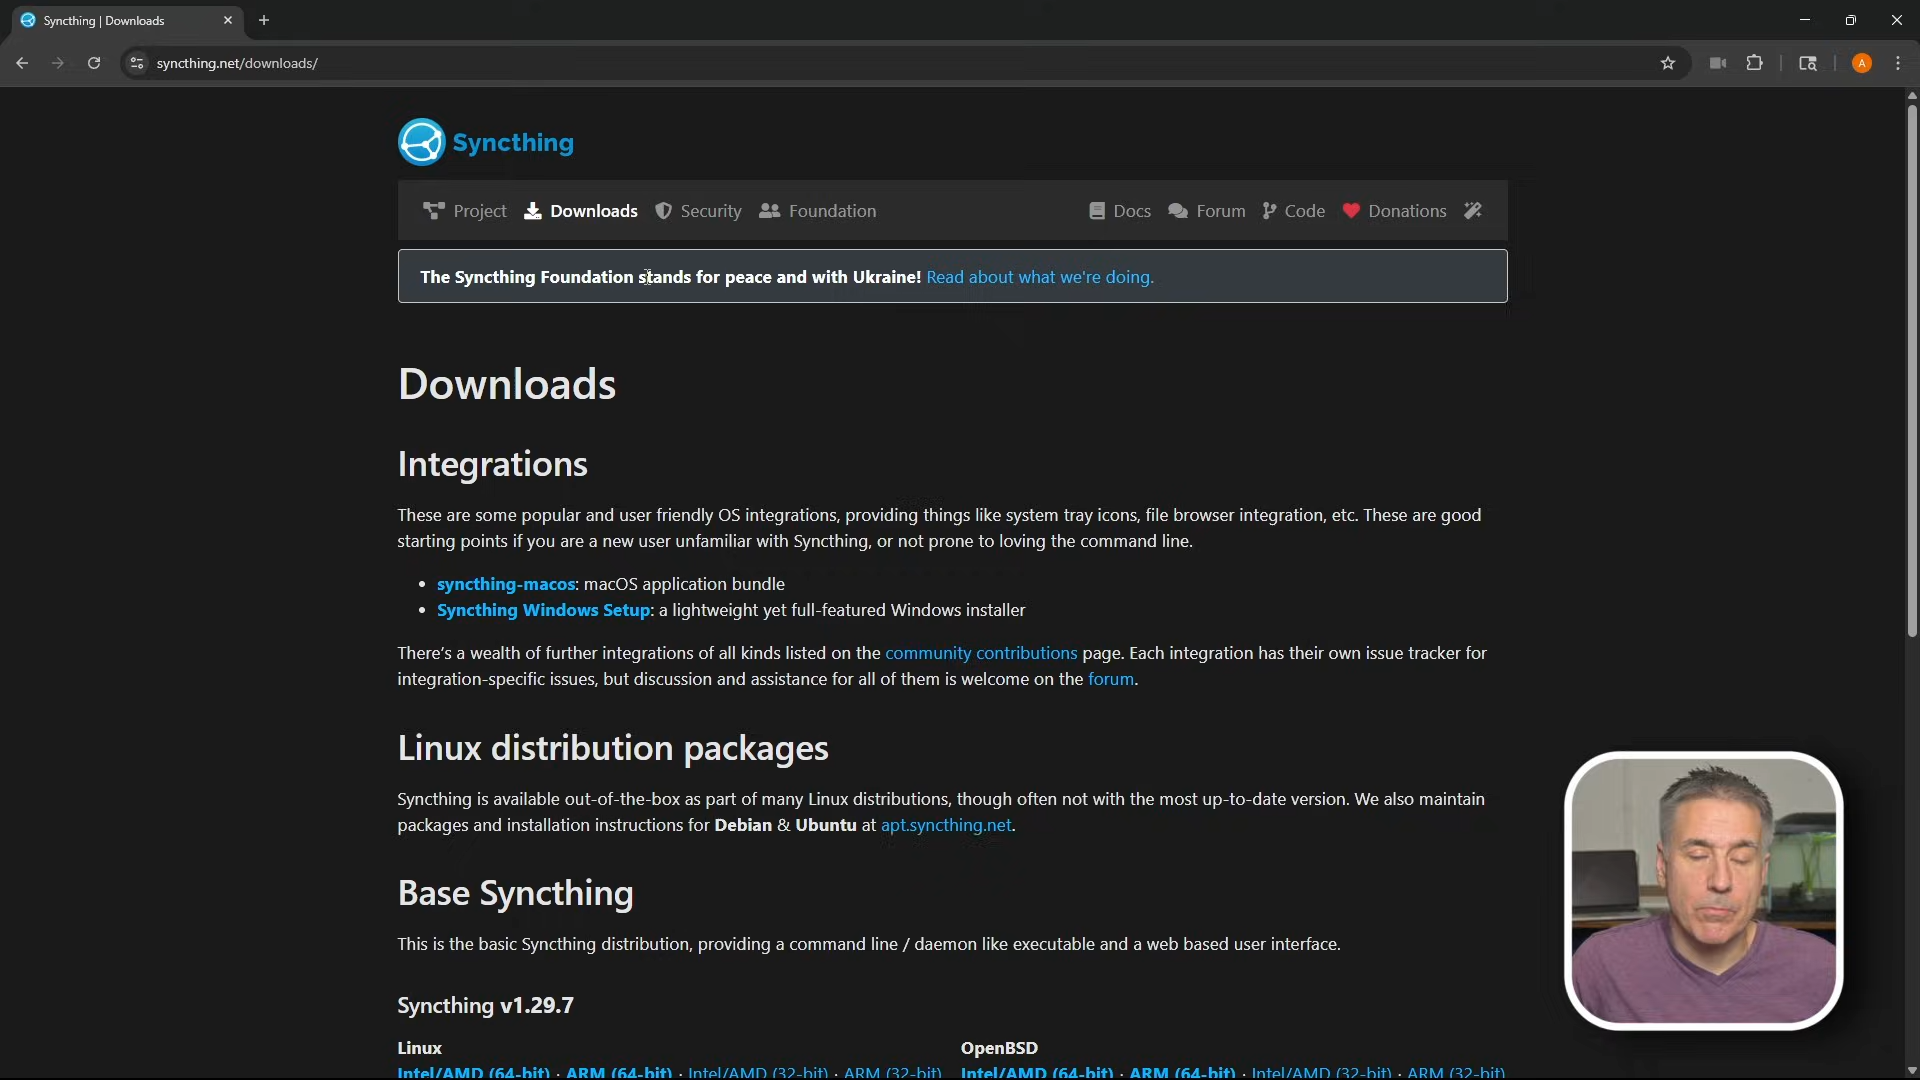 Syncthing | Downloads
syncthing.net/downloads/
A
Syncthing
Project Downloads Security Foundation Docs Forum Code Donations
The Syncthing Foundation stands for peace and with Ukraine! Read about what we're doing.
Downloads
Integrations
These are some popular and user friendly OS integrations, providing things like system tray icons, file browser integration, etc. These are good
starting points if you are a new user unfamiliar with Syncthing, or not prone to loving the command line.
• syncthing-macos: macOS application bundle
• Syncthing Windows Setup: a lightweight yet full-featured Windows installer
There's a wealth of further integrations of all kinds listed on the community contributions page. Each integration has their own issue tracker for
integration-specific issues, but discussion and assistance for all of them is welcome on the forum.
Linux distribution packages
Syncthing is available out-of-the-box as part of many Linux distributions, though often not with the most up-to-date version. We also maintain
packages and installation instructions for Debian & Ubuntu at apt.syncthing.net.
Base Syncthing
This is the basic Syncthing distribution, providing a command line / daemon like executable and a web based user interface.
Syncthing v1.29.7
Linux OpenBSD
Intel/AMD (64-bit) · ARM (64-bit) · Intel/AMD (32-bit) · ARM (32-bit) Intel/AMD (64-bit) · ARM (64-bit) · Intel/AMD (32-bit) · ARM (32-bit)